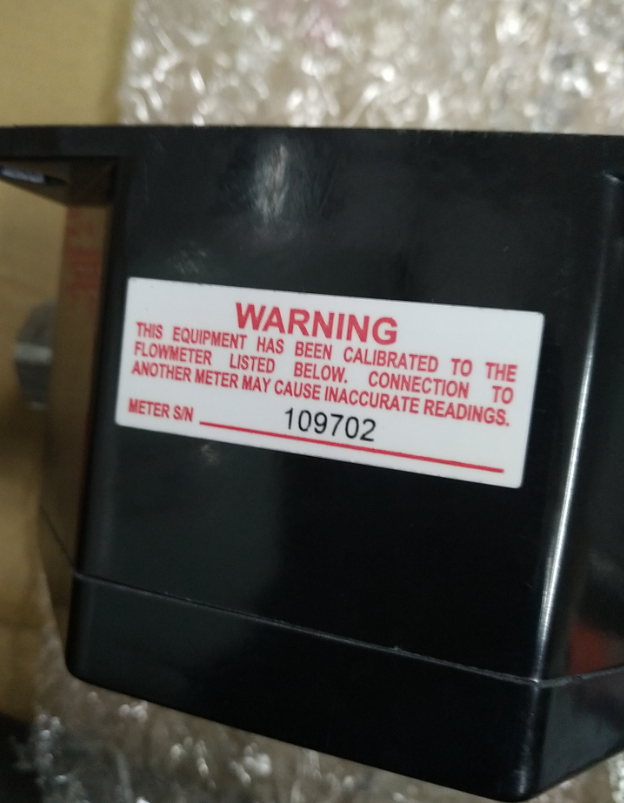 WARNING
THIS EQUIPMENT HAS BEEN CALIBRATED TO THE
FLOWMETER LISTED BELOW. CONNECTION TO
ANOTHER METER MAY CAUSE INACCURATE READINGS.
METER S/N 109702